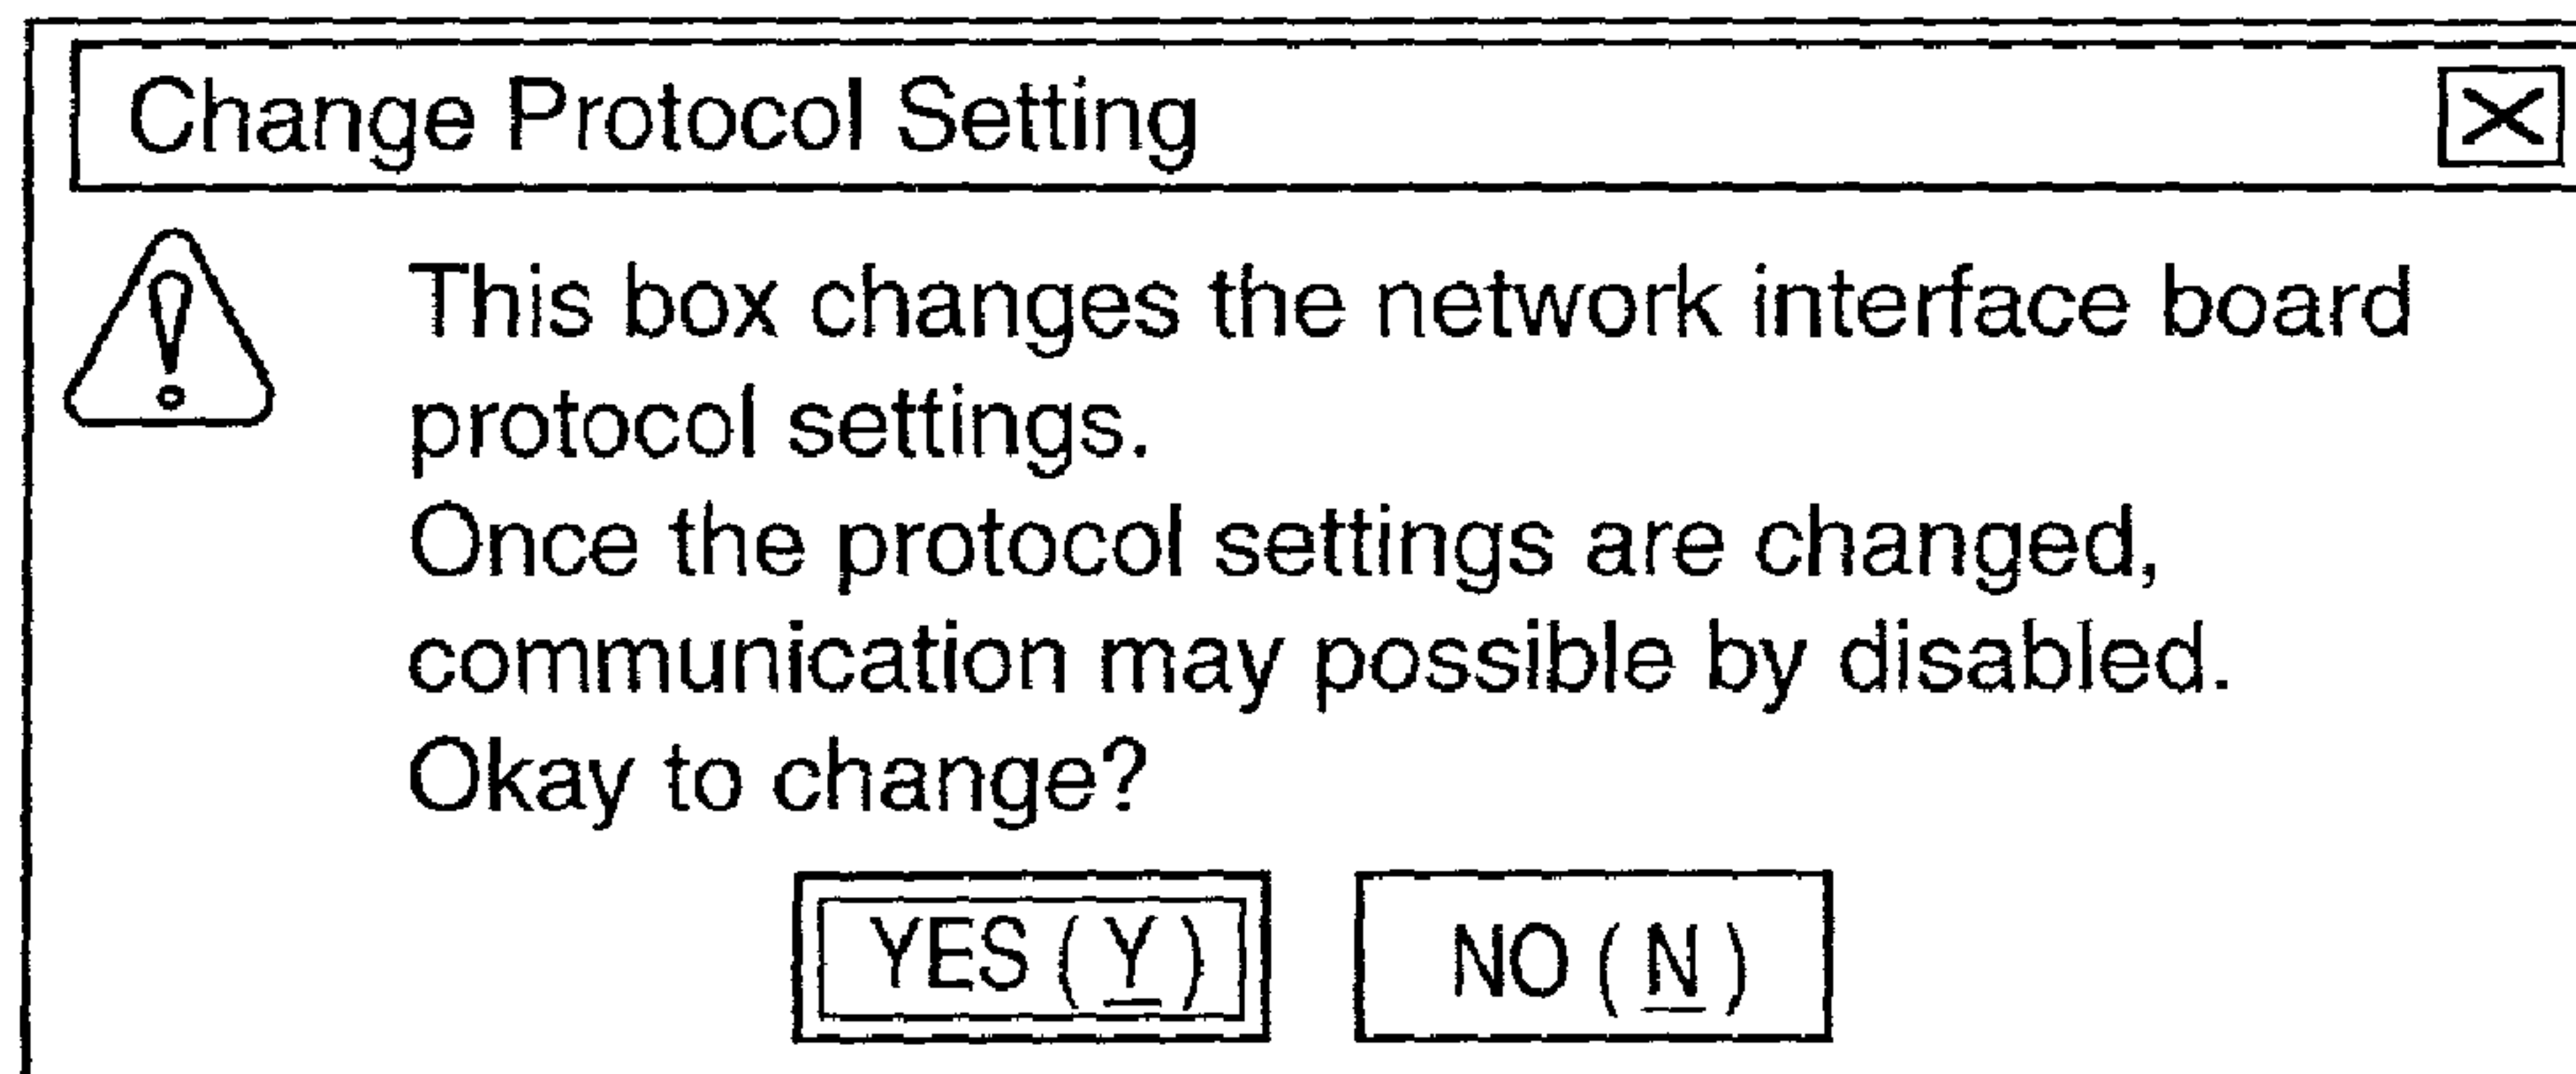 Change Protocol Setting
This box changes the network interface board
protocol settings.
Once the protocol settings are changed,
communication may possible by disabled.
Okay to change?
YES ( Y ) NO ( N )